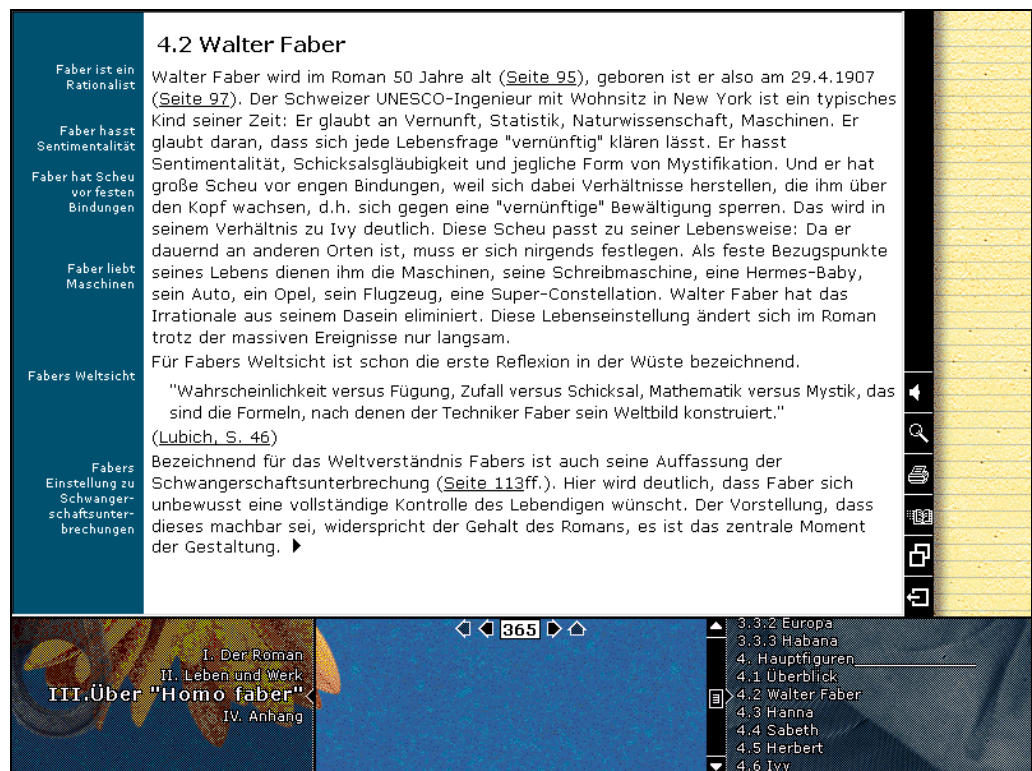 4.2 Walter Faber
Faber ist ein
Rationalist
Faber hasst
Sentimentalität
Faber hat Scheu
vor festen
Bindungen
Faber liebt
Maschinen
Fabers Weltsicht
Fabers
Einstellung zu
Schwanger-
schaftsunter-
brechungen
Walter Faber wird im Roman 50 Jahre alt (Seite 95), geboren ist er also am 29.4.1907
(Seite 97). Der Schweizer UNESCO-Ingenieur mit Wohnsitz in New York ist ein typisches
Kind seiner Zeit: Er glaubt an Vernunft, Statistik, Naturwissenschaft, Maschinen. Er
glaubt daran, dass sich jede Lebensfrage "vernünftig" klären lässt. Er hasst
Sentimentalität, Schicksalsgläubigkeit und jegliche Form von Mystifikation. Und er hat
große Scheu vor engen Bindungen, weil sich dabei Verhältnisse herstellen, die ihm über
den Kopf wachsen, d.h. sich gegen eine "vernünftige" Bewältigung sperren. Das wird in
seinem Verhältnis zu Ivy deutlich. Diese Scheu passt zu seiner Lebensweise: Da er
dauernd an anderen Orten ist, muss er sich nirgends festlegen. Als feste Bezugspunkte
seines Lebens dienen ihm die Maschinen, seine Schreibmaschine, eine Hermes-Baby,
sein Auto, ein Opel, sein Flugzeug, eine Super-Constellation. Walter Faber hat das
Irrationale aus seinem Dasein eliminiert. Diese Lebenseinstellung ändert sich im Roman
trotz der massiven Ereignisse nur langsam.
Für Fabers Weltsicht ist schon die erste Reflexion in der Wüste bezeichnend.
"Wahrscheinlichkeit versus Fügung, Zufall versus Schicksal, Mathematik versus Mystik, das
sind die Formeln, nach denen der Techniker Faber sein Weltbild konstruiert."
(Lubich, S. 46)
Bezeichnend für das Weltverständnis Fabers ist auch seine Auffassung der
Schwangerschaftsunterbrechung (Seite 113ff.). Hier wird deutlich, dass Faber sich
unbewusst eine vollständige Kontrolle des Lebendigen wünscht. Der Vorstellung, dass
dieses machbar sei, widerspricht der Gehalt des Romans, es ist das zentrale Moment
der Gestaltung.
I. Der Roman
II. Leben und Werk
III.Über "Homo faber"
IV. Anhang
365
3.3.2 Europa
3.3.3 Habana
4. Hauptfiguren
4.1 Überblick
4.2 Walter Faber
4.3 Hanna
4.4 Sabeth
4.5 Herbert
4.6 Ivy